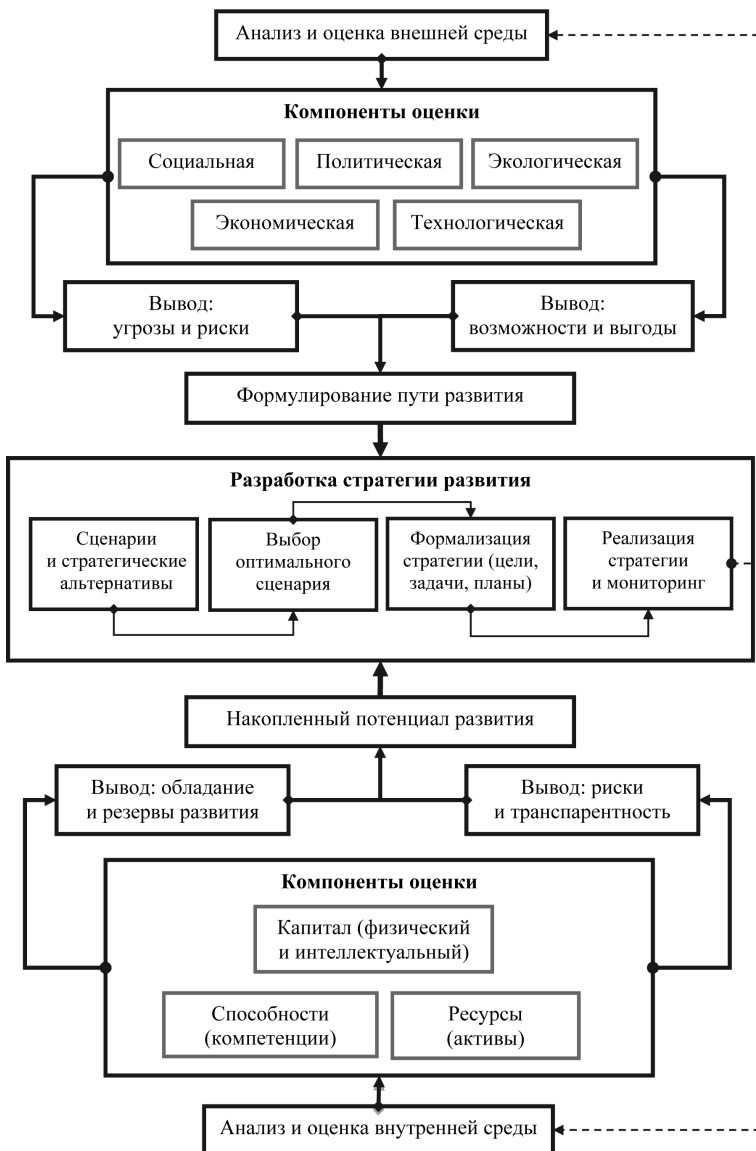 Анализ и оценка внешней среды
Компоненты оценки
Социальная
Политическая
Экологическая
Экономическая
Технологическая
Вывод:
угрозы и риски
Вывод:
возможности и выгоды
Формулирование пути развития
Разработка стратегии развития
Сценарии
и стратегические
альтернативы
Выбор
оптимального
сценария
Формализация
стратегии (цели,
задачи, планы)
Реализация
стратегии
и мониторинг
Накопленный потенциал развития
Вывод: обладание
и резервы развития
Вывод: риски
и транспарентность
Компоненты оценки
Капитал (физический
и интеллектуальный)
Способности
(компетенции)
Ресурсы
(активы)
Анализ и оценка внутренней среды